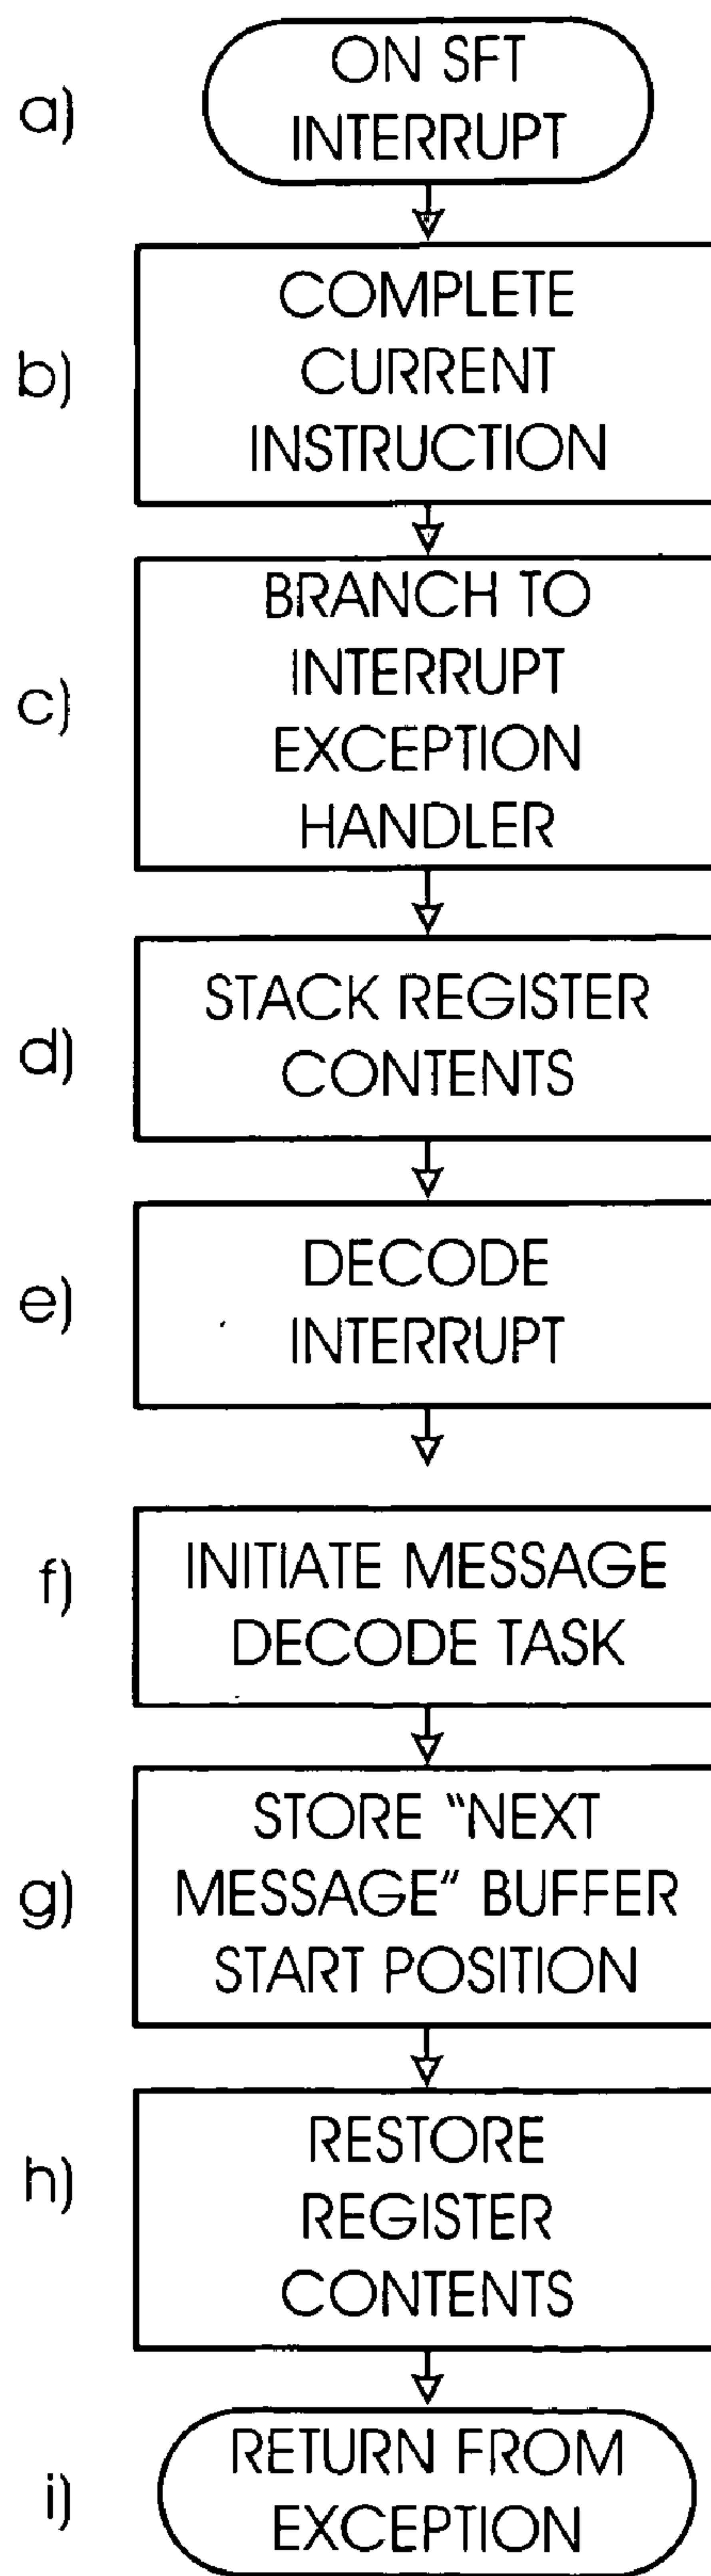 a)
ON SFT
INTERRUPT
b)
COMPLETE
CURRENT
INSTRUCTION
c)
BRANCH TO
INTERRUPT
EXCEPTION
HANDLER
d)
STACK REGISTER
CONTENTS
e)
DECODE
INTERRUPT
f)
INITIATE MESSAGE
DECODE TASK
g)
STORE “NEXT
MESSAGE” BUFFER
START POSITION
h)
RESTORE
REGISTER
CONTENTS
i)
RETURN FROM
EXCEPTION